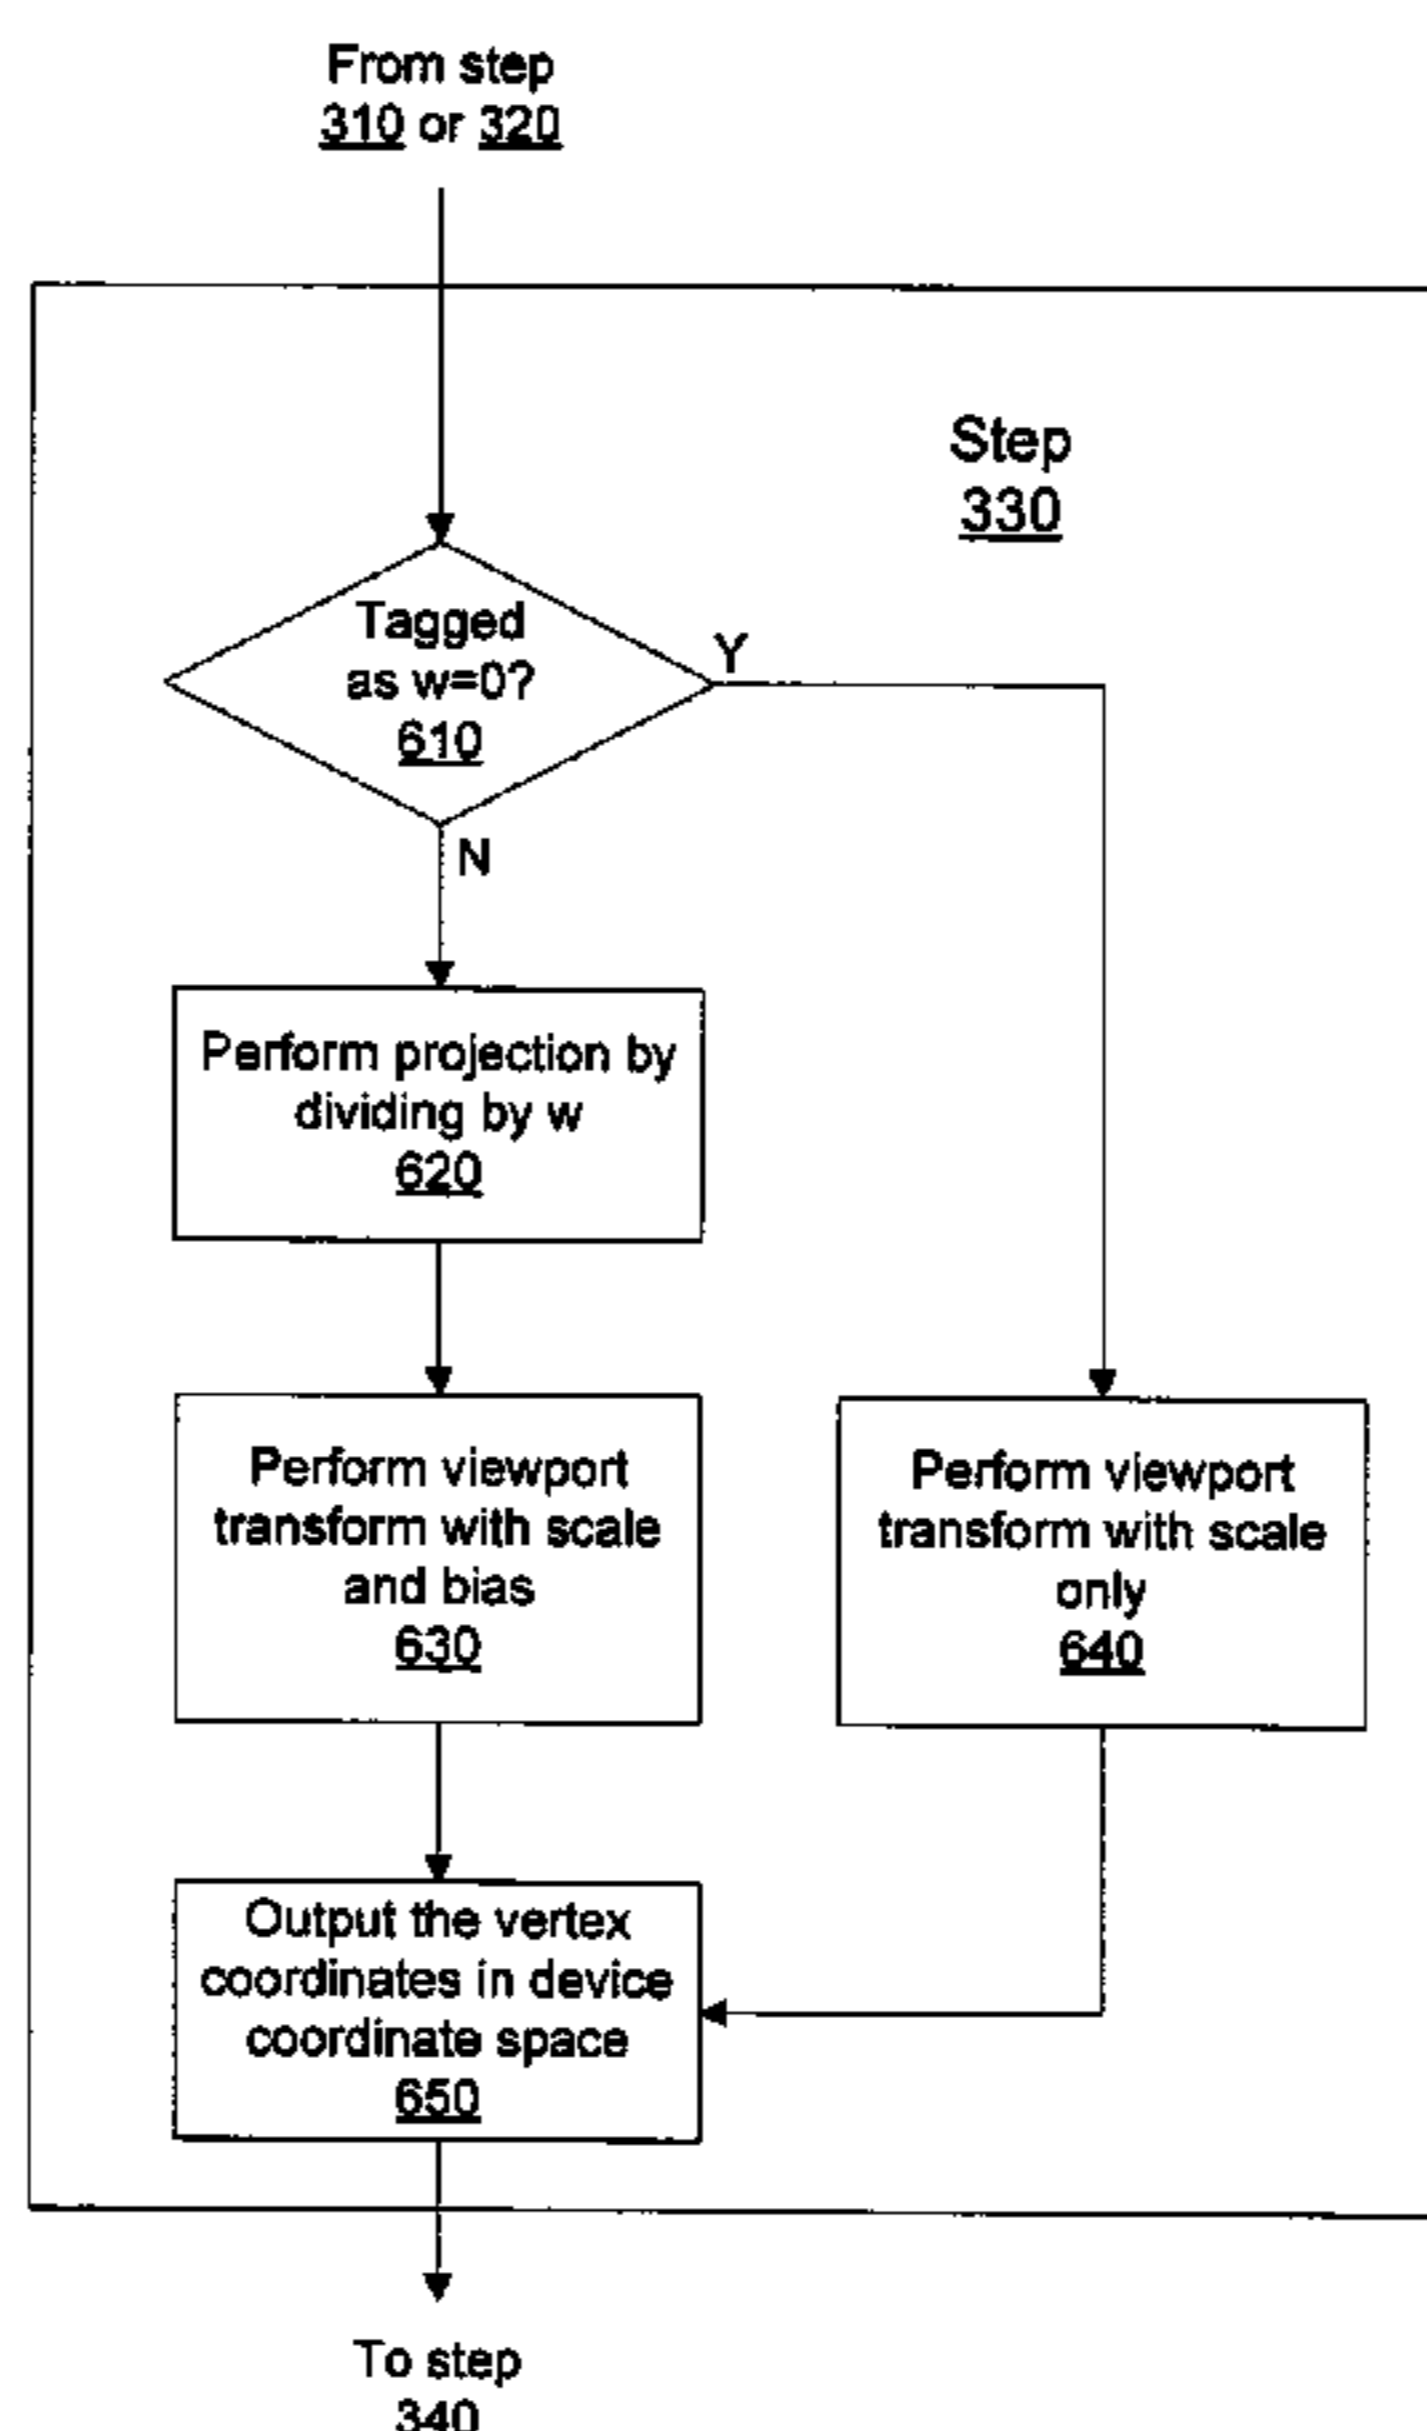 From step
310 or 320
Step
330
Tagged
as w=0?
610
Y
N
Perform projection by
dividing by w
620
Perform viewport
transform with scale
and bias
630
Perform viewport
transform with scale
only
640
Output the vertex
coordinates in device
coordinate space
650
To step
340